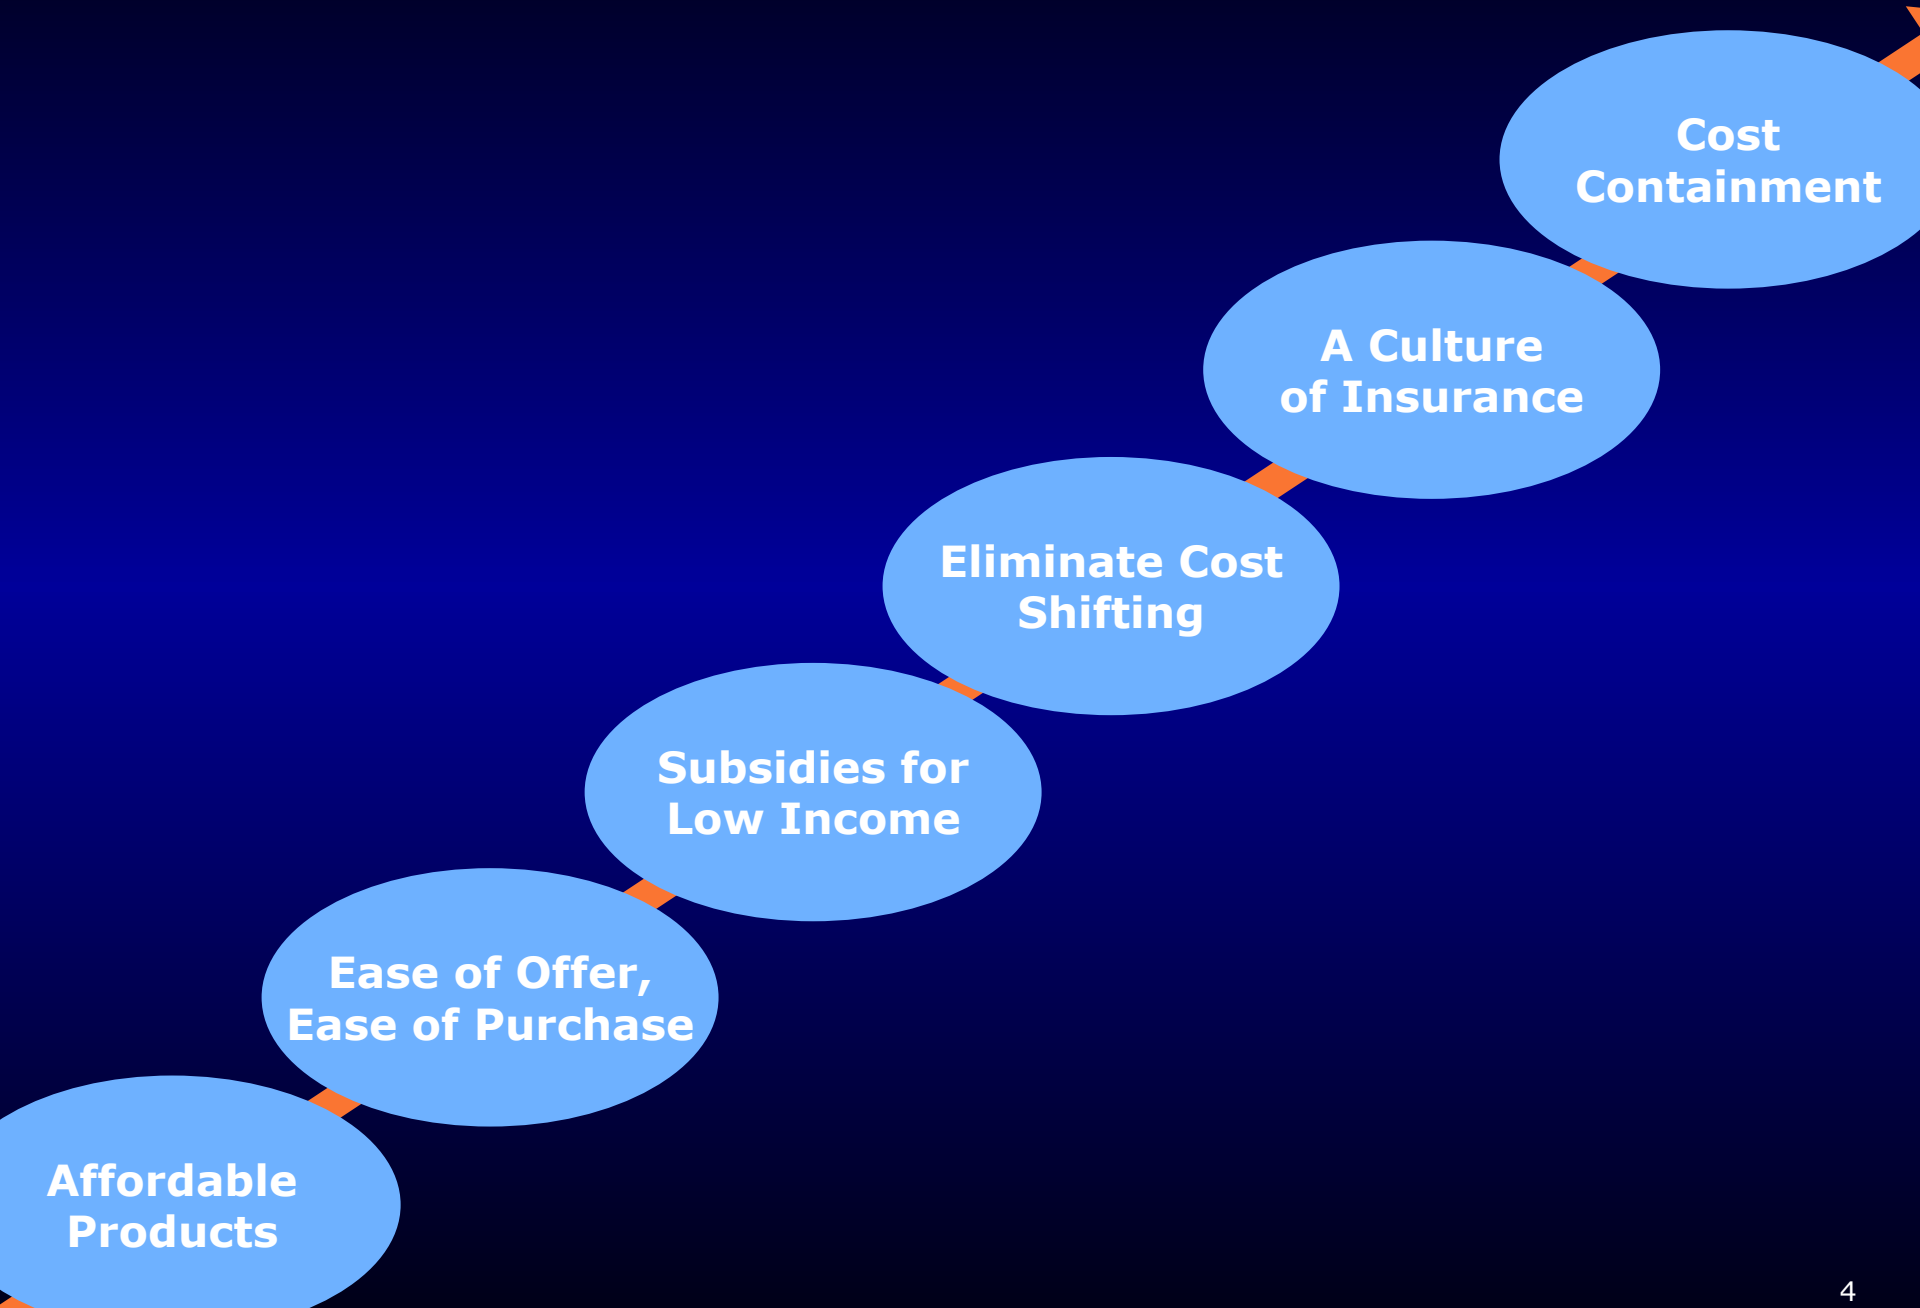 Cost
Containment
A Culture
of Insurance
Eliminate Cost
Shifting
Subsidies for
Low Income
Ease of Offer,
Ease of Purchase
Affordable
Products
4